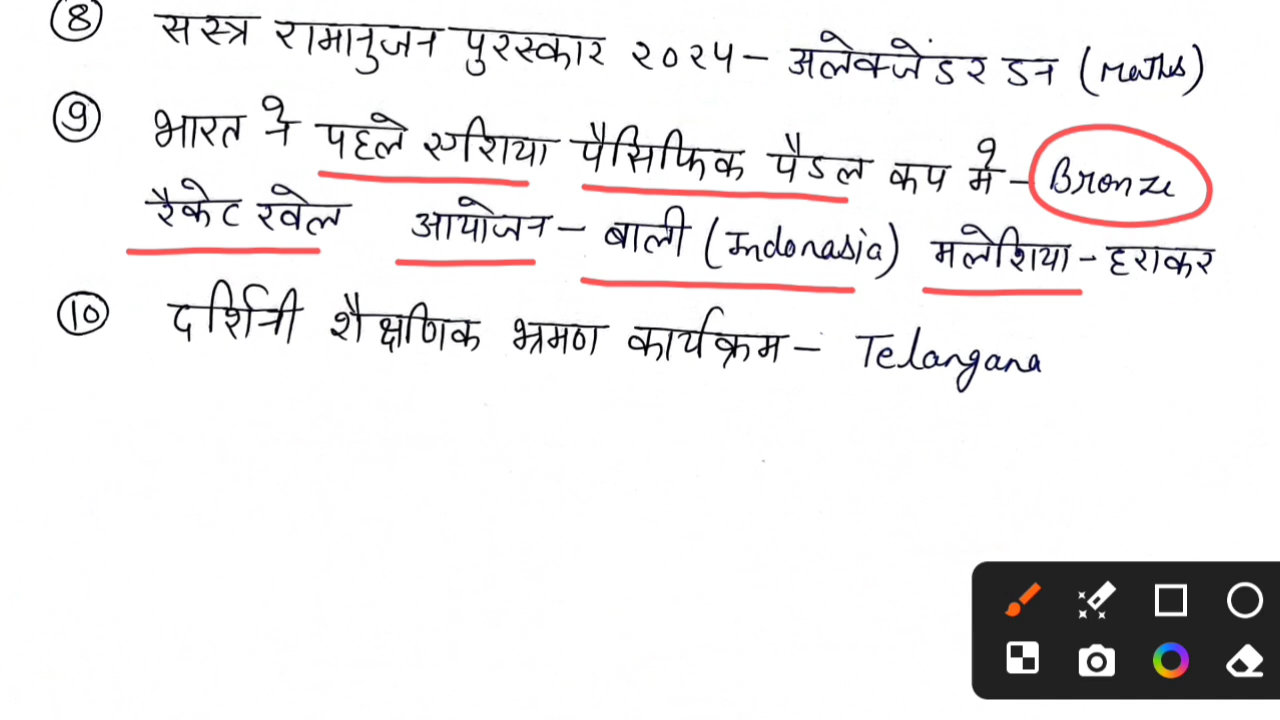 ⑧ सस्त्र रामानुजन पुरस्कार २०२५ - अलेक्जेंडर डन (Maths)
⑨ भारत ने पहले एशिया पैसिफिक पैडल कप मे - Bronze
रैकेट खेल आयोजन - बाली (Indonasia) मलेशिया - हराकर
⑩ दर्शिनी शैक्षणिक भ्रमण कार्यक्रम - Telangana